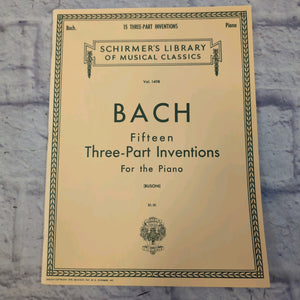 Bach. 15 THREE-PART INVENTIONS Piano
SCHIRMER'S LIBRARY
OF MUSICAL CLASSICS
Vol. 1498
BACH
Fifteen
Three-Part Inventions
For the Piano
(BUSONI)